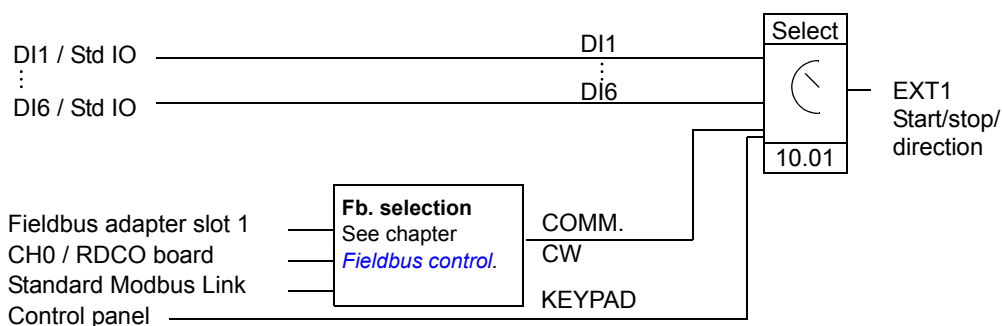 DI1 / Std IO
DI6 / Std IO
DI1
DI6
Select
10.01
EXT1
Start/stop/
direction
Fieldbus adapter slot 1
CH0 / RDCO board
Standard Modbus Link
Control panel
Fb. selection
See chapter
Fieldbus control.
COMM.
CW
KEYPAD